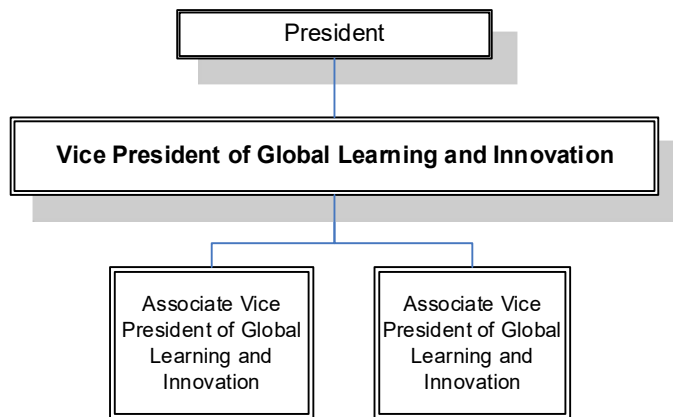 President
Vice President of Global Learning and Innovation
Associate Vice
President of Global
Learning and
Innovation
Associate Vice
President of Global
Learning and
Innovation